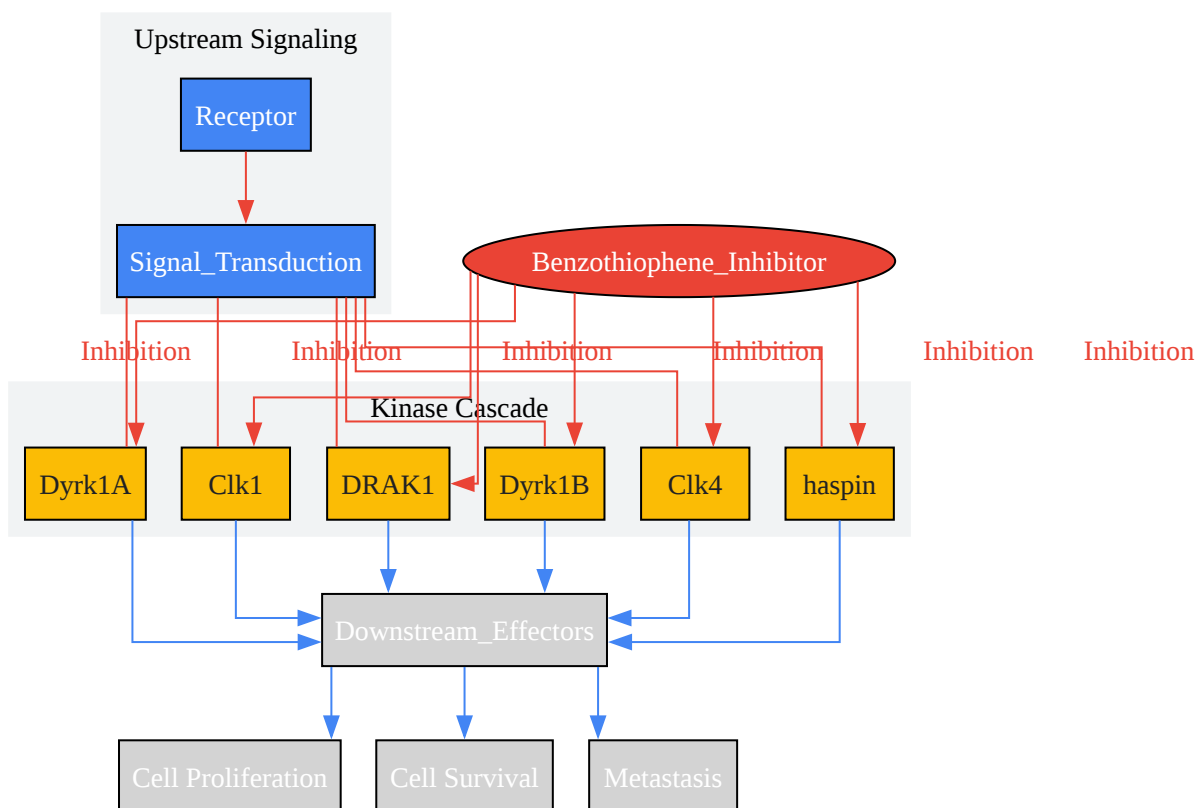 Upstream Signaling
Receptor
Signal_Transduction
Benzothiophene_Inhibitor
Inhibition
Inhibition
Inhibition
Inhibition
Inhibition
Inhibition
Kinase Cascade
Dyrk1A
Clk1
DRAK1
Dyrk1B
Clk4
haspin
Downstream_Effectors
Cell Proliferation
Cell Survival
Metastasis